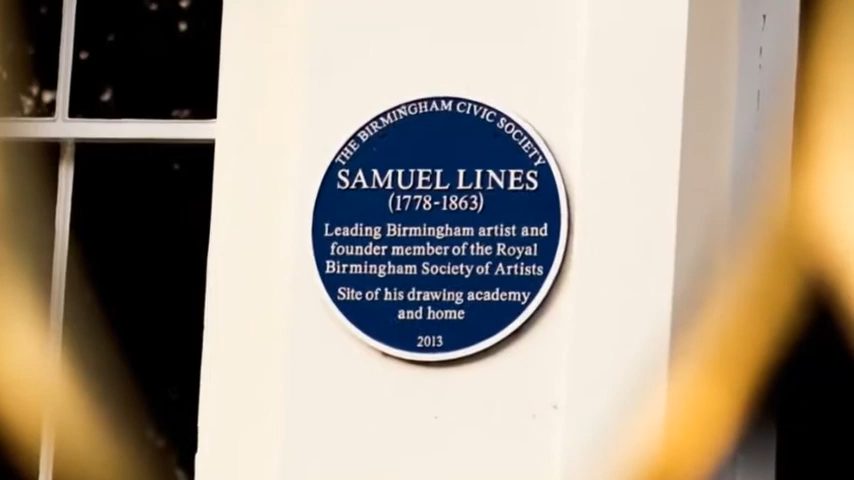 THE BIRMINGHAM CIVIC SOCIETY
SAMUEL LINES
(1778-1863)
Leading Birmingham artist and
founder member of the Royal
Birmingham Society of Artists
Site of his drawing academy
and home
2013